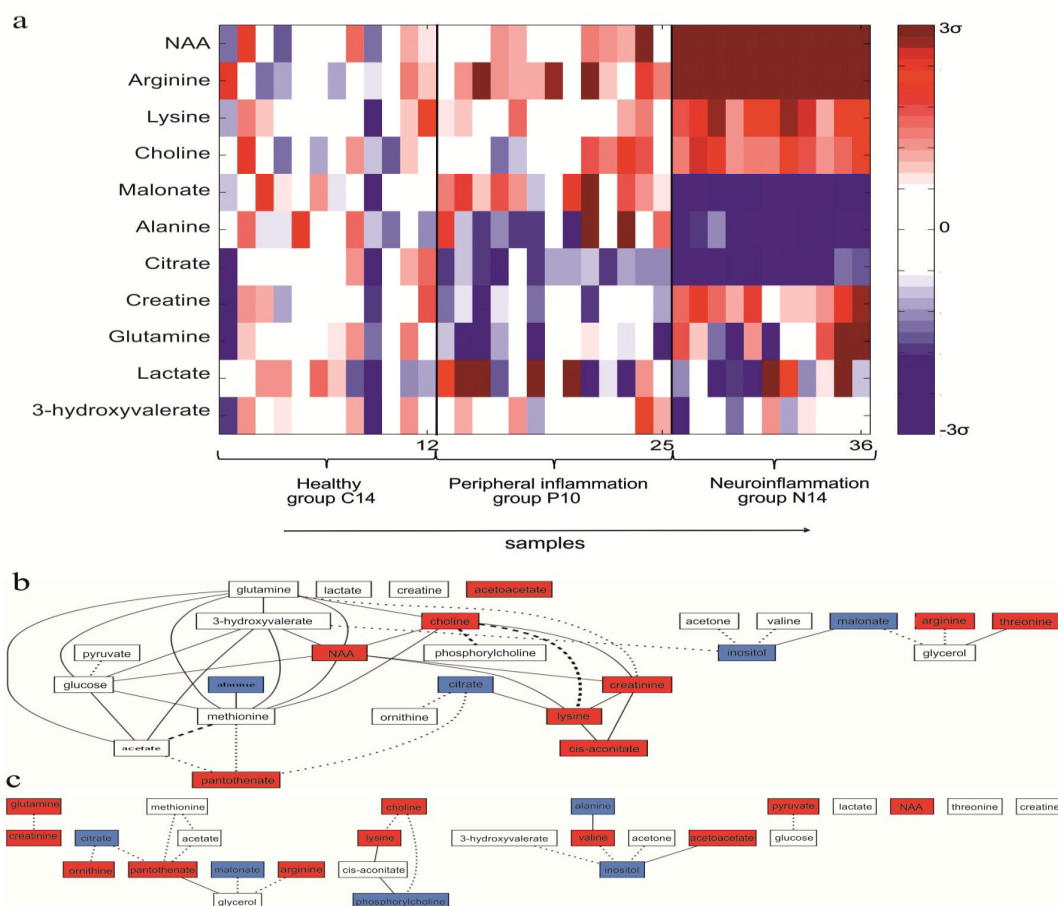 a
NAA
Arginine
Lysine
Choline
Malonate
Alanine
Citrate
Creatine
Glutamine
Lactate
3-hydroxyvalerate
3σ
0
-3σ
12
25
36
Healthy
group C14
Peripheral inflammation
group P10
Neuroinflammation
group N14
samples
b
glutamine
lactate
creatine
acetoacetate
3-hydroxyvalerate
choline
acetone
valine
malonate
arginine
threonine
pyruvate
NAA
phosphorylcholine
inositol
glycerol
glucose
alanine
citrate
creatinine
methionine
ornithine
lysine
acetate
cis-aconitate
pantothenate
c
glutamine
methionine
choline
alanine
pyruvate
lactate
NAA
threonine
creatine
creatinine
citrate
acetate
lysine
3-hydroxyvalerate
valine
acetone
acetoacetate
glucose
ornithine
pantothenate
malonate
arginine
cis-aconitate
inositol
glycerol
phosphorylcholine